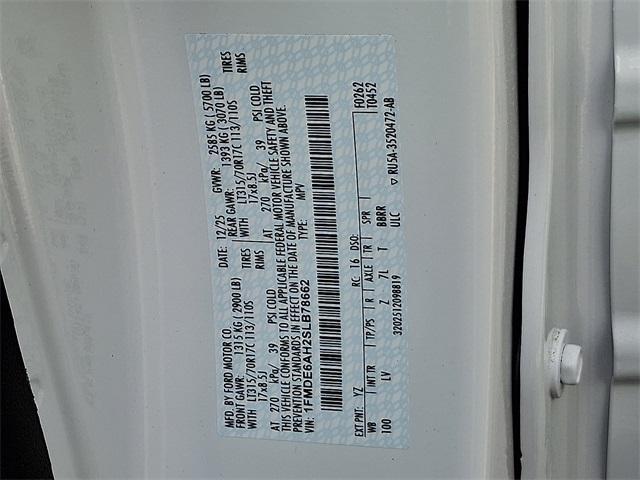 MFD. BY FORD MOTOR CO.
DATE: 12/25 GVWR: 2585 KG ( 5700 LB)
FRONT GAWR: 1315 KG ( 2900 LB) REAR GAWR: 1393 KG ( 3070 LB)
WITH LT315/70R17C 113/110S TIRES WITH LT315/70R17C 113/110S TIRES
17x8.5J RIMS 17x8.5J RIMS
AT 270 kPa/ 39 PSI COLD AT 270 kPa/ 39 PSI COLD
THIS VEHICLE CONFORMS TO ALL APPLICABLE FEDERAL MOTOR VEHICLE SAFETY AND THEFT
PREVENTION STANDARDS IN EFFECT ON THE DATE OF MANUFACTURE SHOWN ABOVE.
VIN: 1FMDE6AH2SLB78662 TYPE: MPV
F0262
T0452
EXT PNT: YZ RC: 16 DSO:
WB INT TR TP/PS R AXLE TR SPR
100 LV Z 7L T BBRR
ULC
3202512098819 RU5A-3520472-AB